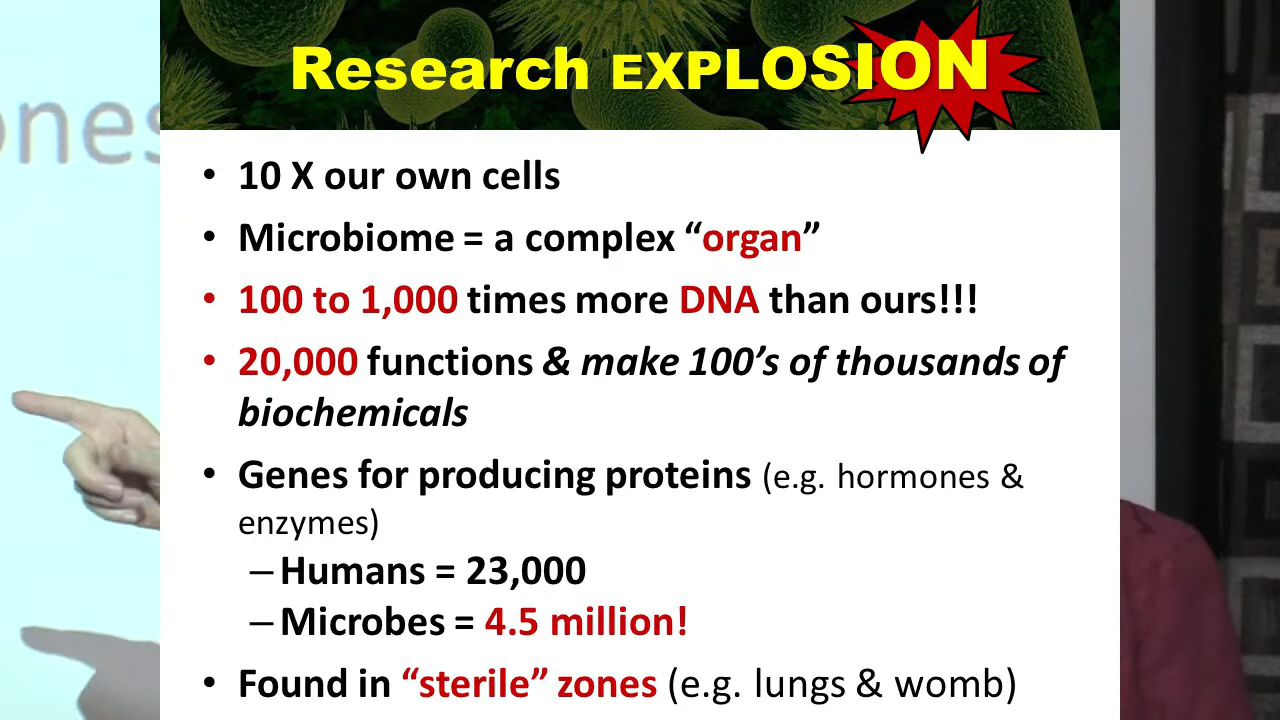 ones
Research EXPLOSION
• 10 X our own cells
• Microbiome = a complex “organ”
• 100 to 1,000 times more DNA than ours!!!
• 20,000 functions & make 100’s of thousands of
biochemicals
• Genes for producing proteins (e.g. hormones &
enzymes)
– Humans = 23,000
– Microbes = 4.5 million!
• Found in “sterile” zones (e.g. lungs & womb)